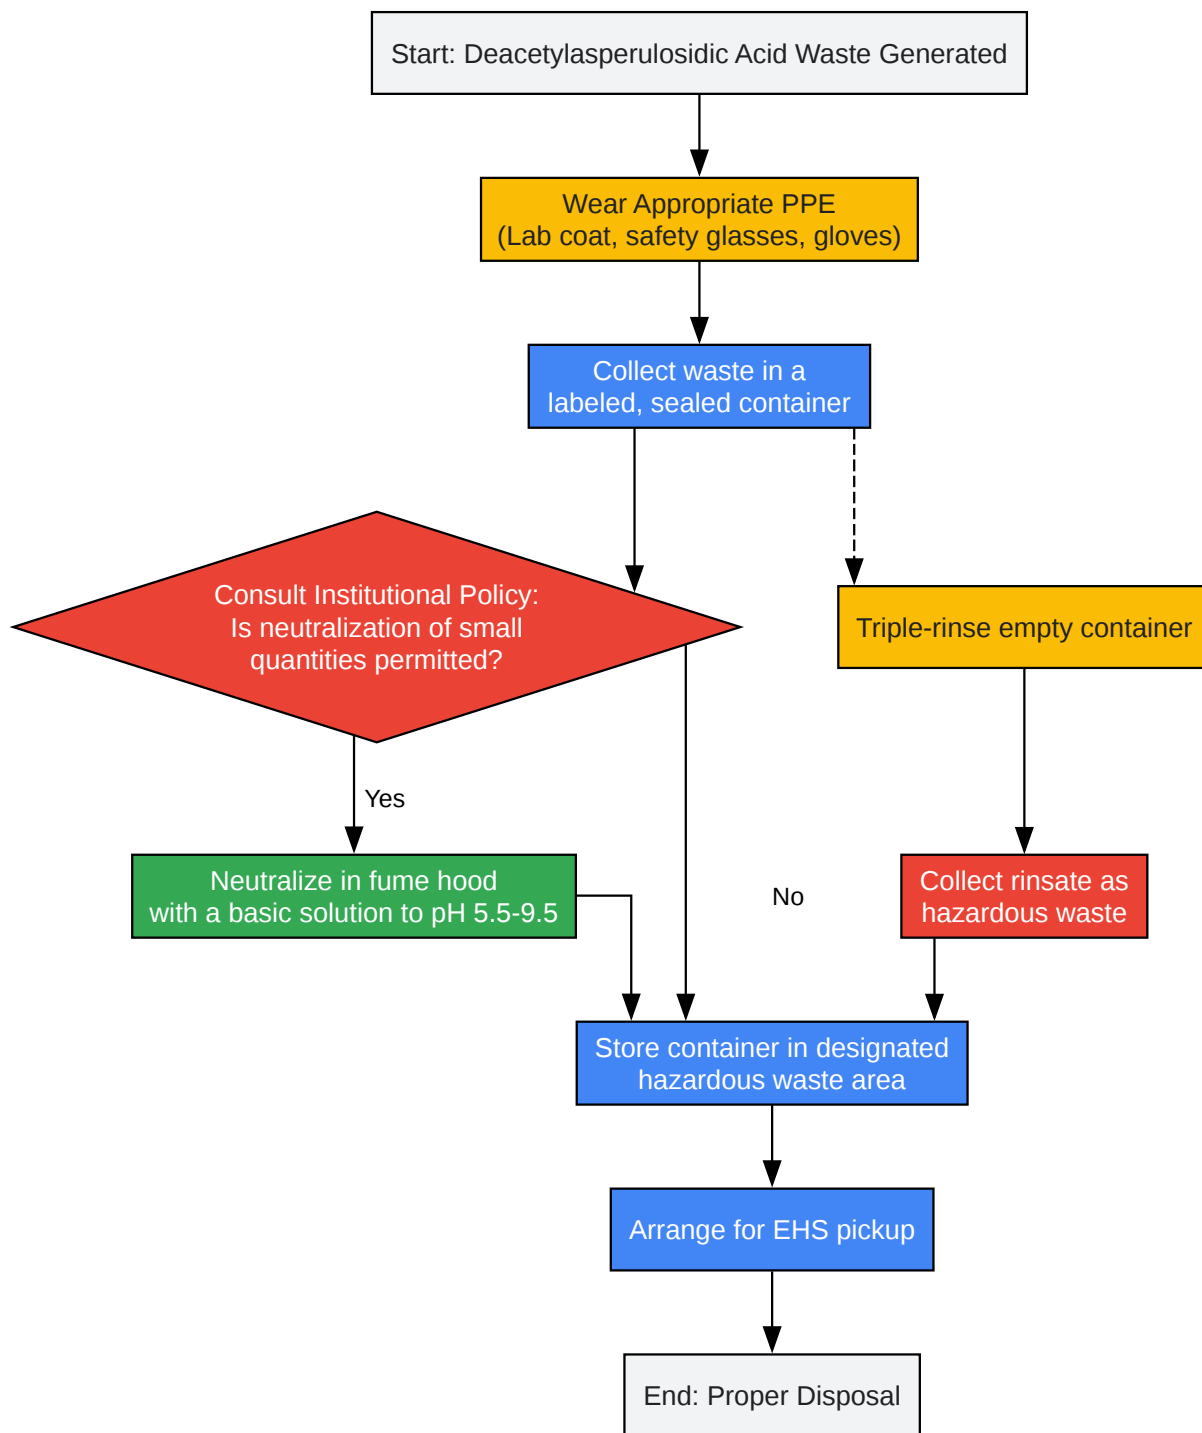 Start: Deacetylasperulosidic Acid Waste Generated
Wear Appropriate PPE
(Lab coat, safety glasses, gloves)
Collect waste in a
labeled, sealed container
Consult Institutional Policy:
Is neutralization of small
quantities permitted?
Triple-rinse empty container
Yes
Neutralize in fume hood
with a basic solution to pH 5.5-9.5
No
Collect rinsate as
hazardous waste
Store container in designated
hazardous waste area
Arrange for EHS pickup
End: Proper Disposal